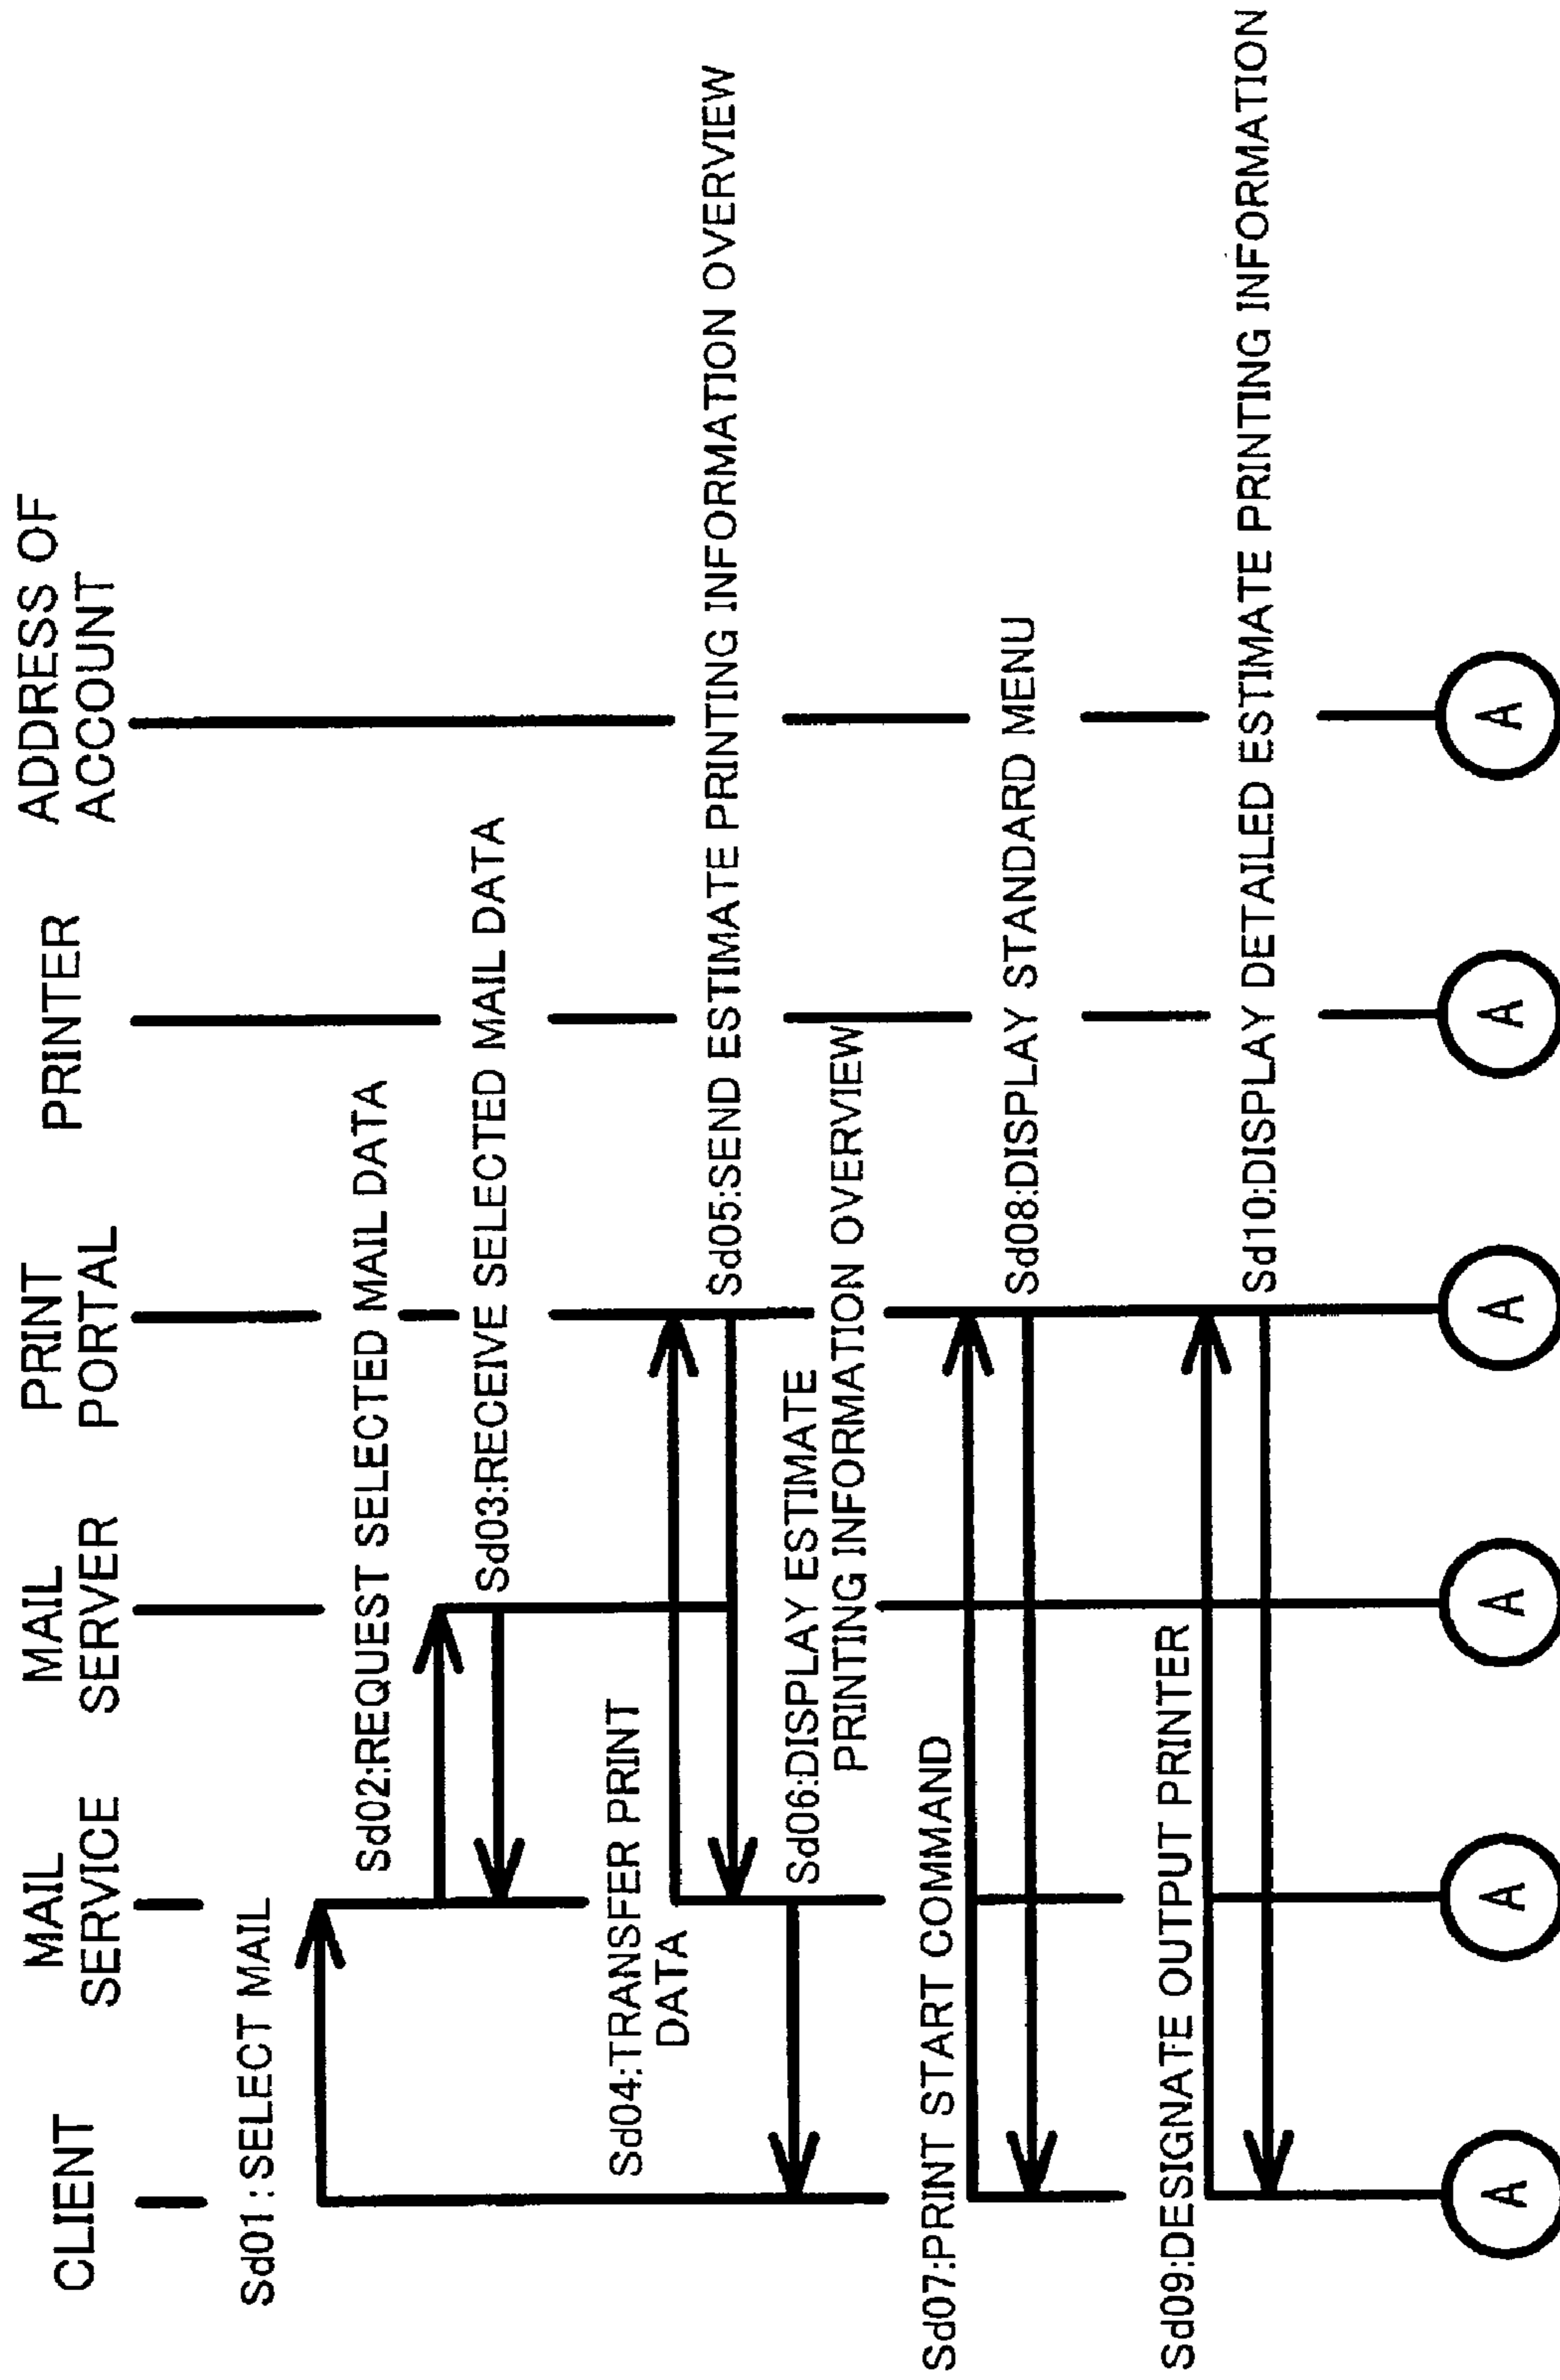 CLIENT
MAIL
SERVICE
MAIL
SERVER
PRINT
PORTAL
PRINTER
ADDRESS OF
ACCOUNT
Sd01:SELECT MAIL
Sd02:REQUEST SELECTED MAIL DATA
Sd03:RECEIVE SELECTED MAIL DATA
Sd04:TRANSFER PRINT
DATA
Sd05:SEND ESTIMATE PRINTING INFORMATION OVERVIEW
Sd06:DISPLAY ESTIMATE
PRINTING INFORMATION OVERVIEW
Sd07:PRINT START COMMAND
Sd08:DISPLAY STANDARD MENU
Sd09:DESIGNATE OUTPUT PRINTER
Sd10:DISPLAY DETAILED ESTIMATE PRINTING INFORMATION
A
A
A
A
A
A